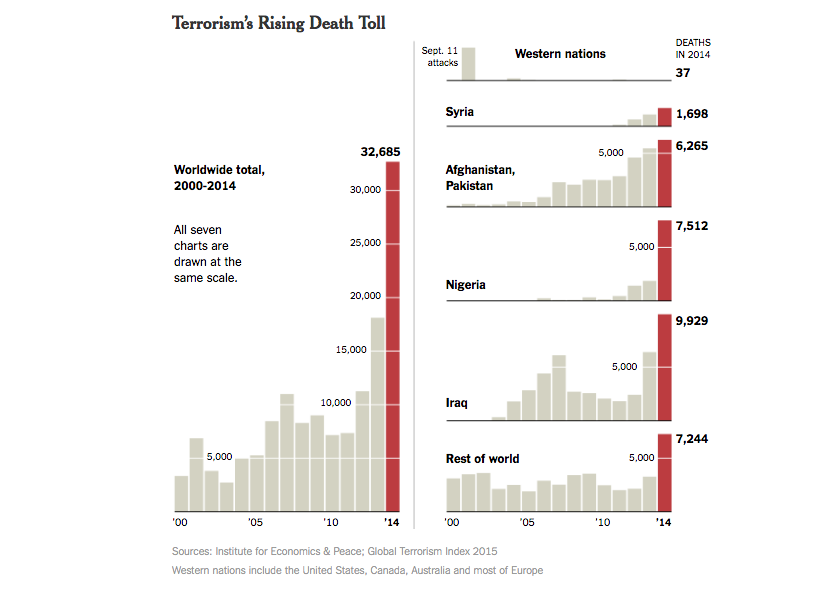 Terrorism's Rising Death Toll
Worldwide total,
2000-2014
All seven
charts are
drawn at the
same scale.
32,685
30,000
25,000
20,000
15,000
10,000
5,000
'00
'05
'10
'14
Sept. 11
attacks
Western nations
DEATHS
IN 2014
37
Syria
1,698
Afghanistan,
Pakistan
5,000
6,265
Nigeria
5,000
7,512
Iraq
5,000
9,929
Rest of world
5,000
7,244
'00
'05
'10
'14
Sources: Institute for Economics & Peace; Global Terrorism Index 2015
Western nations include the United States, Canada, Australia and most of Europe